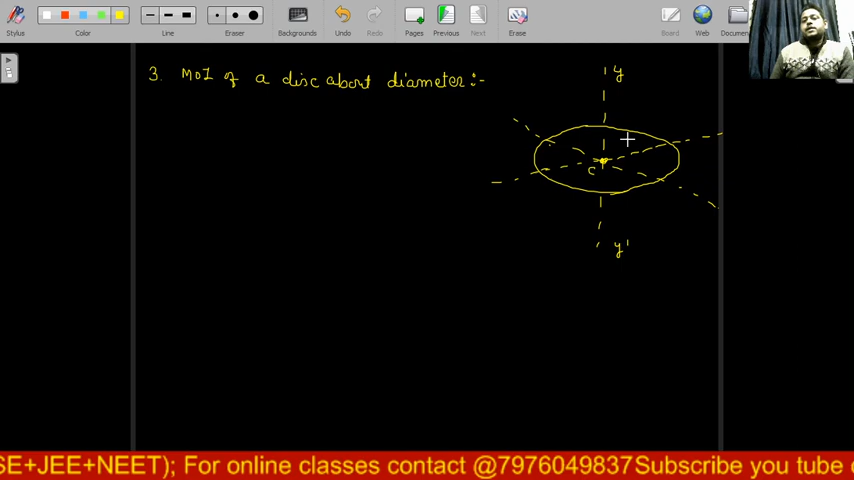 Stylus
Color
Line
Eraser
Backgrounds
Undo
Redo
Pages
Previous
Next
Erase
Board
Web
Documen
3. MOI of a disc about diameter :-
y
c
y'
SE+JEE+NEET); For online classes contact @7976049837Subscribe you tube c